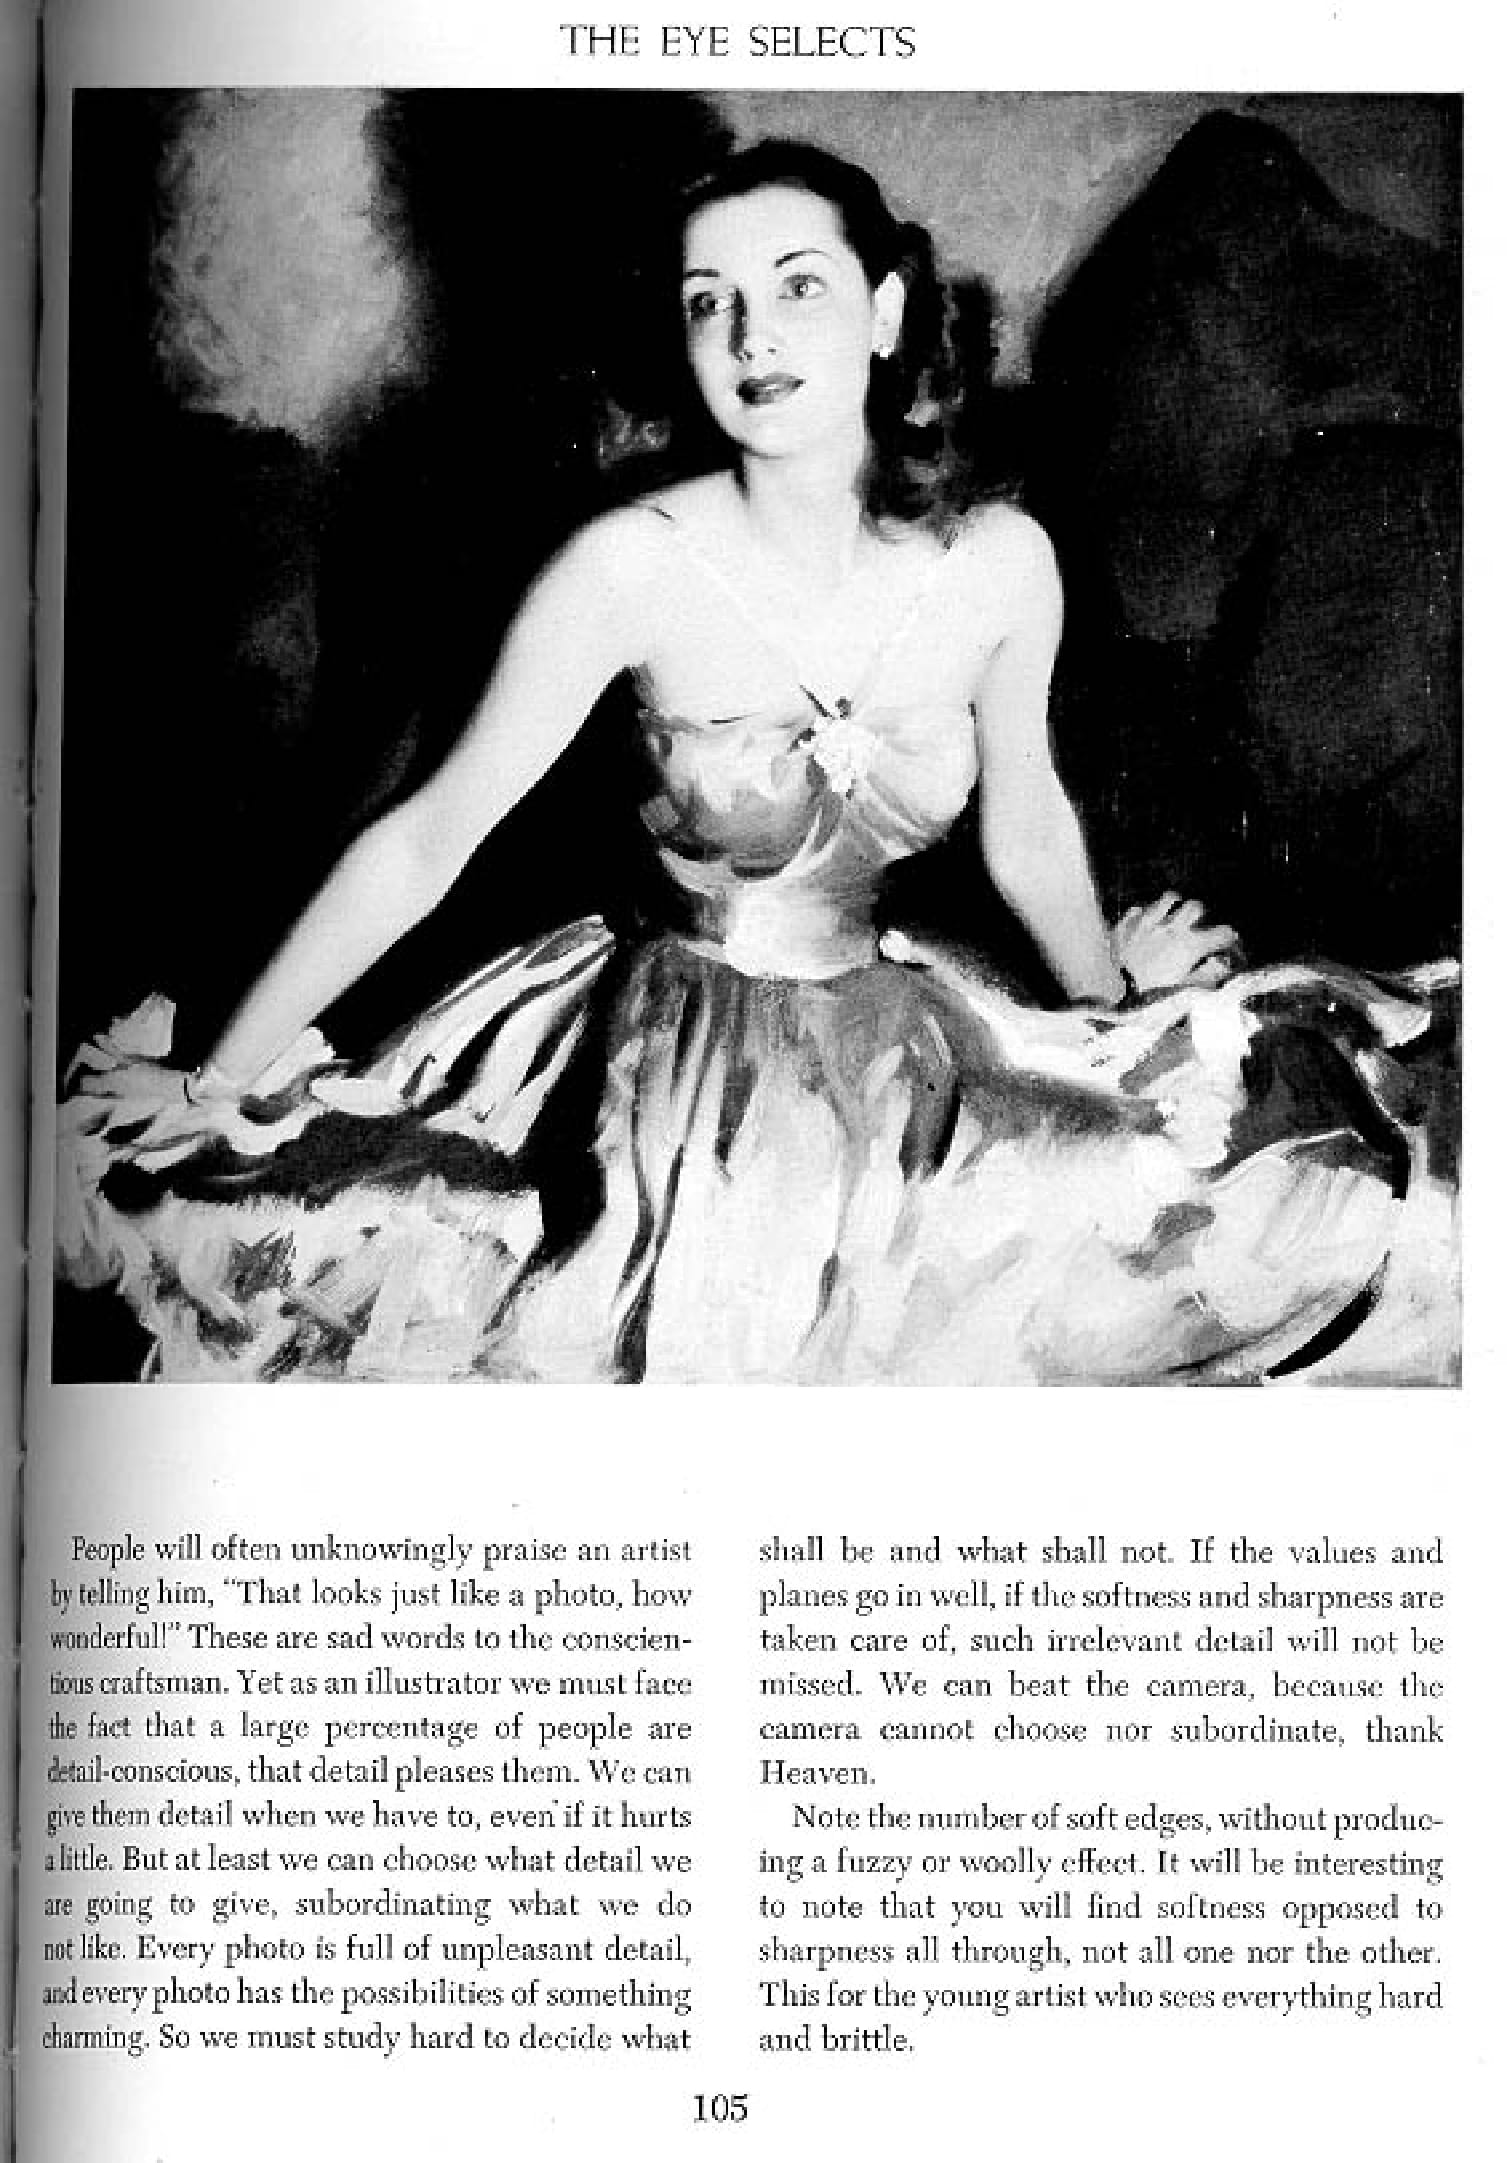 THE EYE SELECTS
People will often unknowingly praise an artist
by telling him, "That looks just like a photo, how
wonderful!" These are sad words to the conscien-
tious craftsman. Yet as an illustrator we must face
the fact that a large percentage of people are
detail-conscious, that detail pleases them. We can
give them detail when we have to, even if it hurts
a little. But at least we can choose what detail we
are going to give, subordinating what we do
not like. Every photo is full of unpleasant detail,
and every photo has the possibilities of something
charming. So we must study hard to decide what
shall be and what shall not. If the values and
planes go in well, if the softness and sharpness are
taken care of, such irrelevant detail will not be
missed. We can beat the camera, because the
camera cannot choose nor subordinate, thank
Heaven.
Note the number of soft edges, without produc-
ing a fuzzy or woolly effect. It will be interesting
to note that you will find softness opposed to
sharpness all through, not all one nor the other.
This for the young artist who sees everything hard
and brittle.
105